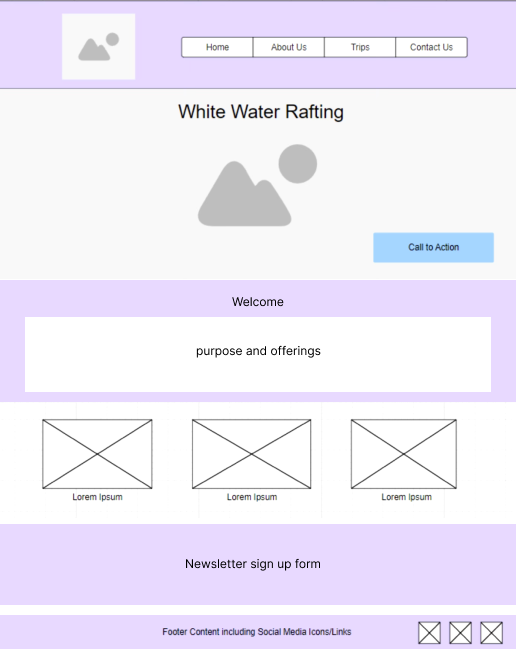 Home
About Us
Trips
Contact Us
White Water Rafting
Call to Action
Welcome
purpose and offerings
Lorem Ipsum
Lorem Ipsum
Lorem Ipsum
Newsletter sign up form
Footer Content including Social Media Icons/Links